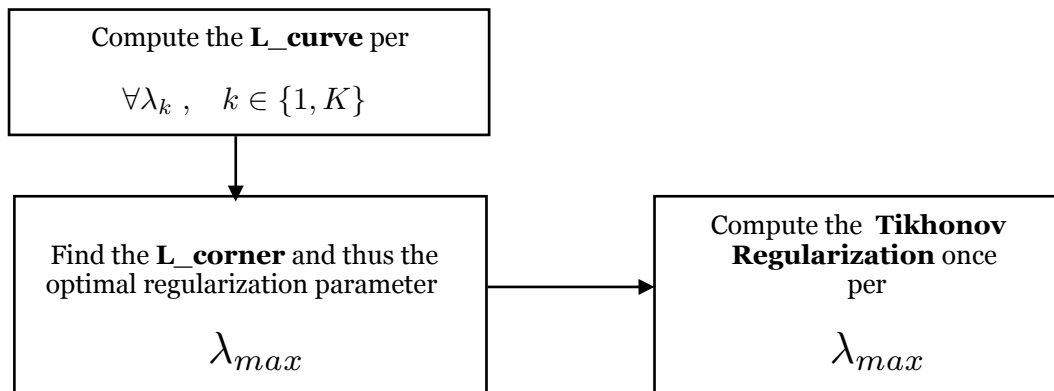 Compute the L_curve per
∀λ_k , k ∈ {1, K}
Find the L_corner and thus the
optimal regularization parameter
λ_max
Compute the Tikhonov
Regularization once
per
λ_max